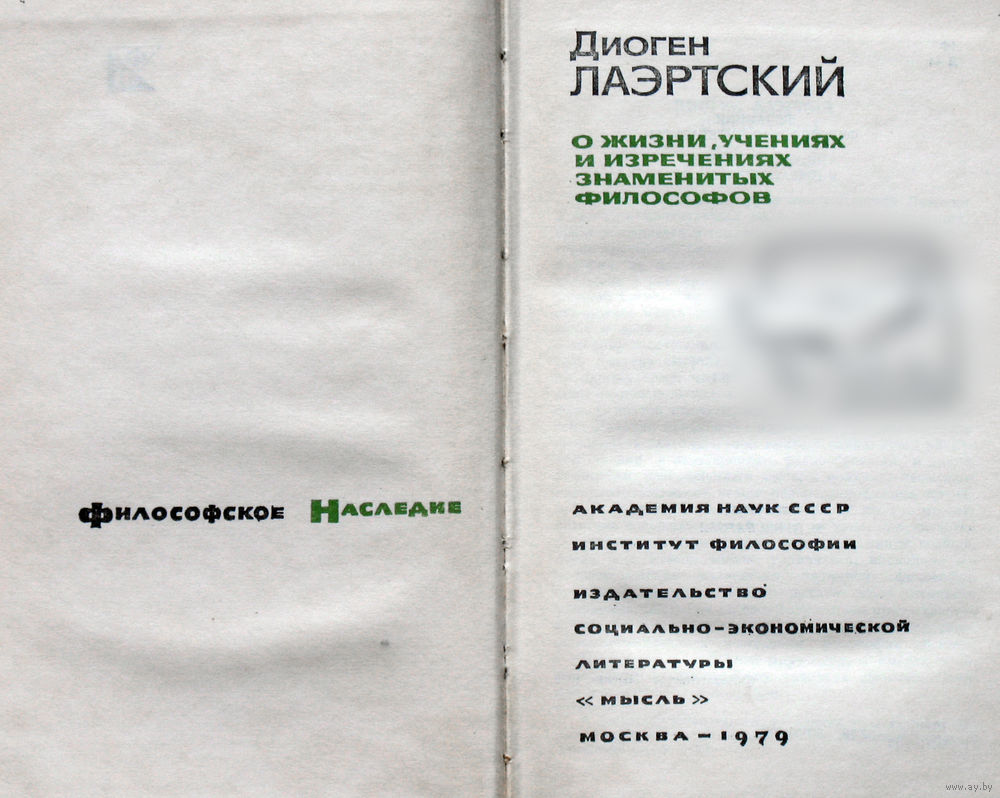 Философское Наследие
Диоген
ЛАЭРТСКИЙ
О ЖИЗНИ, УЧЕНИЯХ
И ИЗРЕЧЕНИЯХ
ЗНАМЕНИТЫХ
ФИЛОСОФОВ
АКАДЕМИЯ НАУК СССР
ИНСТИТУТ ФИЛОСОФИИ
ИЗДАТЕЛЬСТВО
СОЦИАЛЬНО-ЭКОНОМИЧЕСКОЙ
ЛИТЕРАТУРЫ
« МЫСЛЬ »
МОСКВА – 1979
www.ay.by